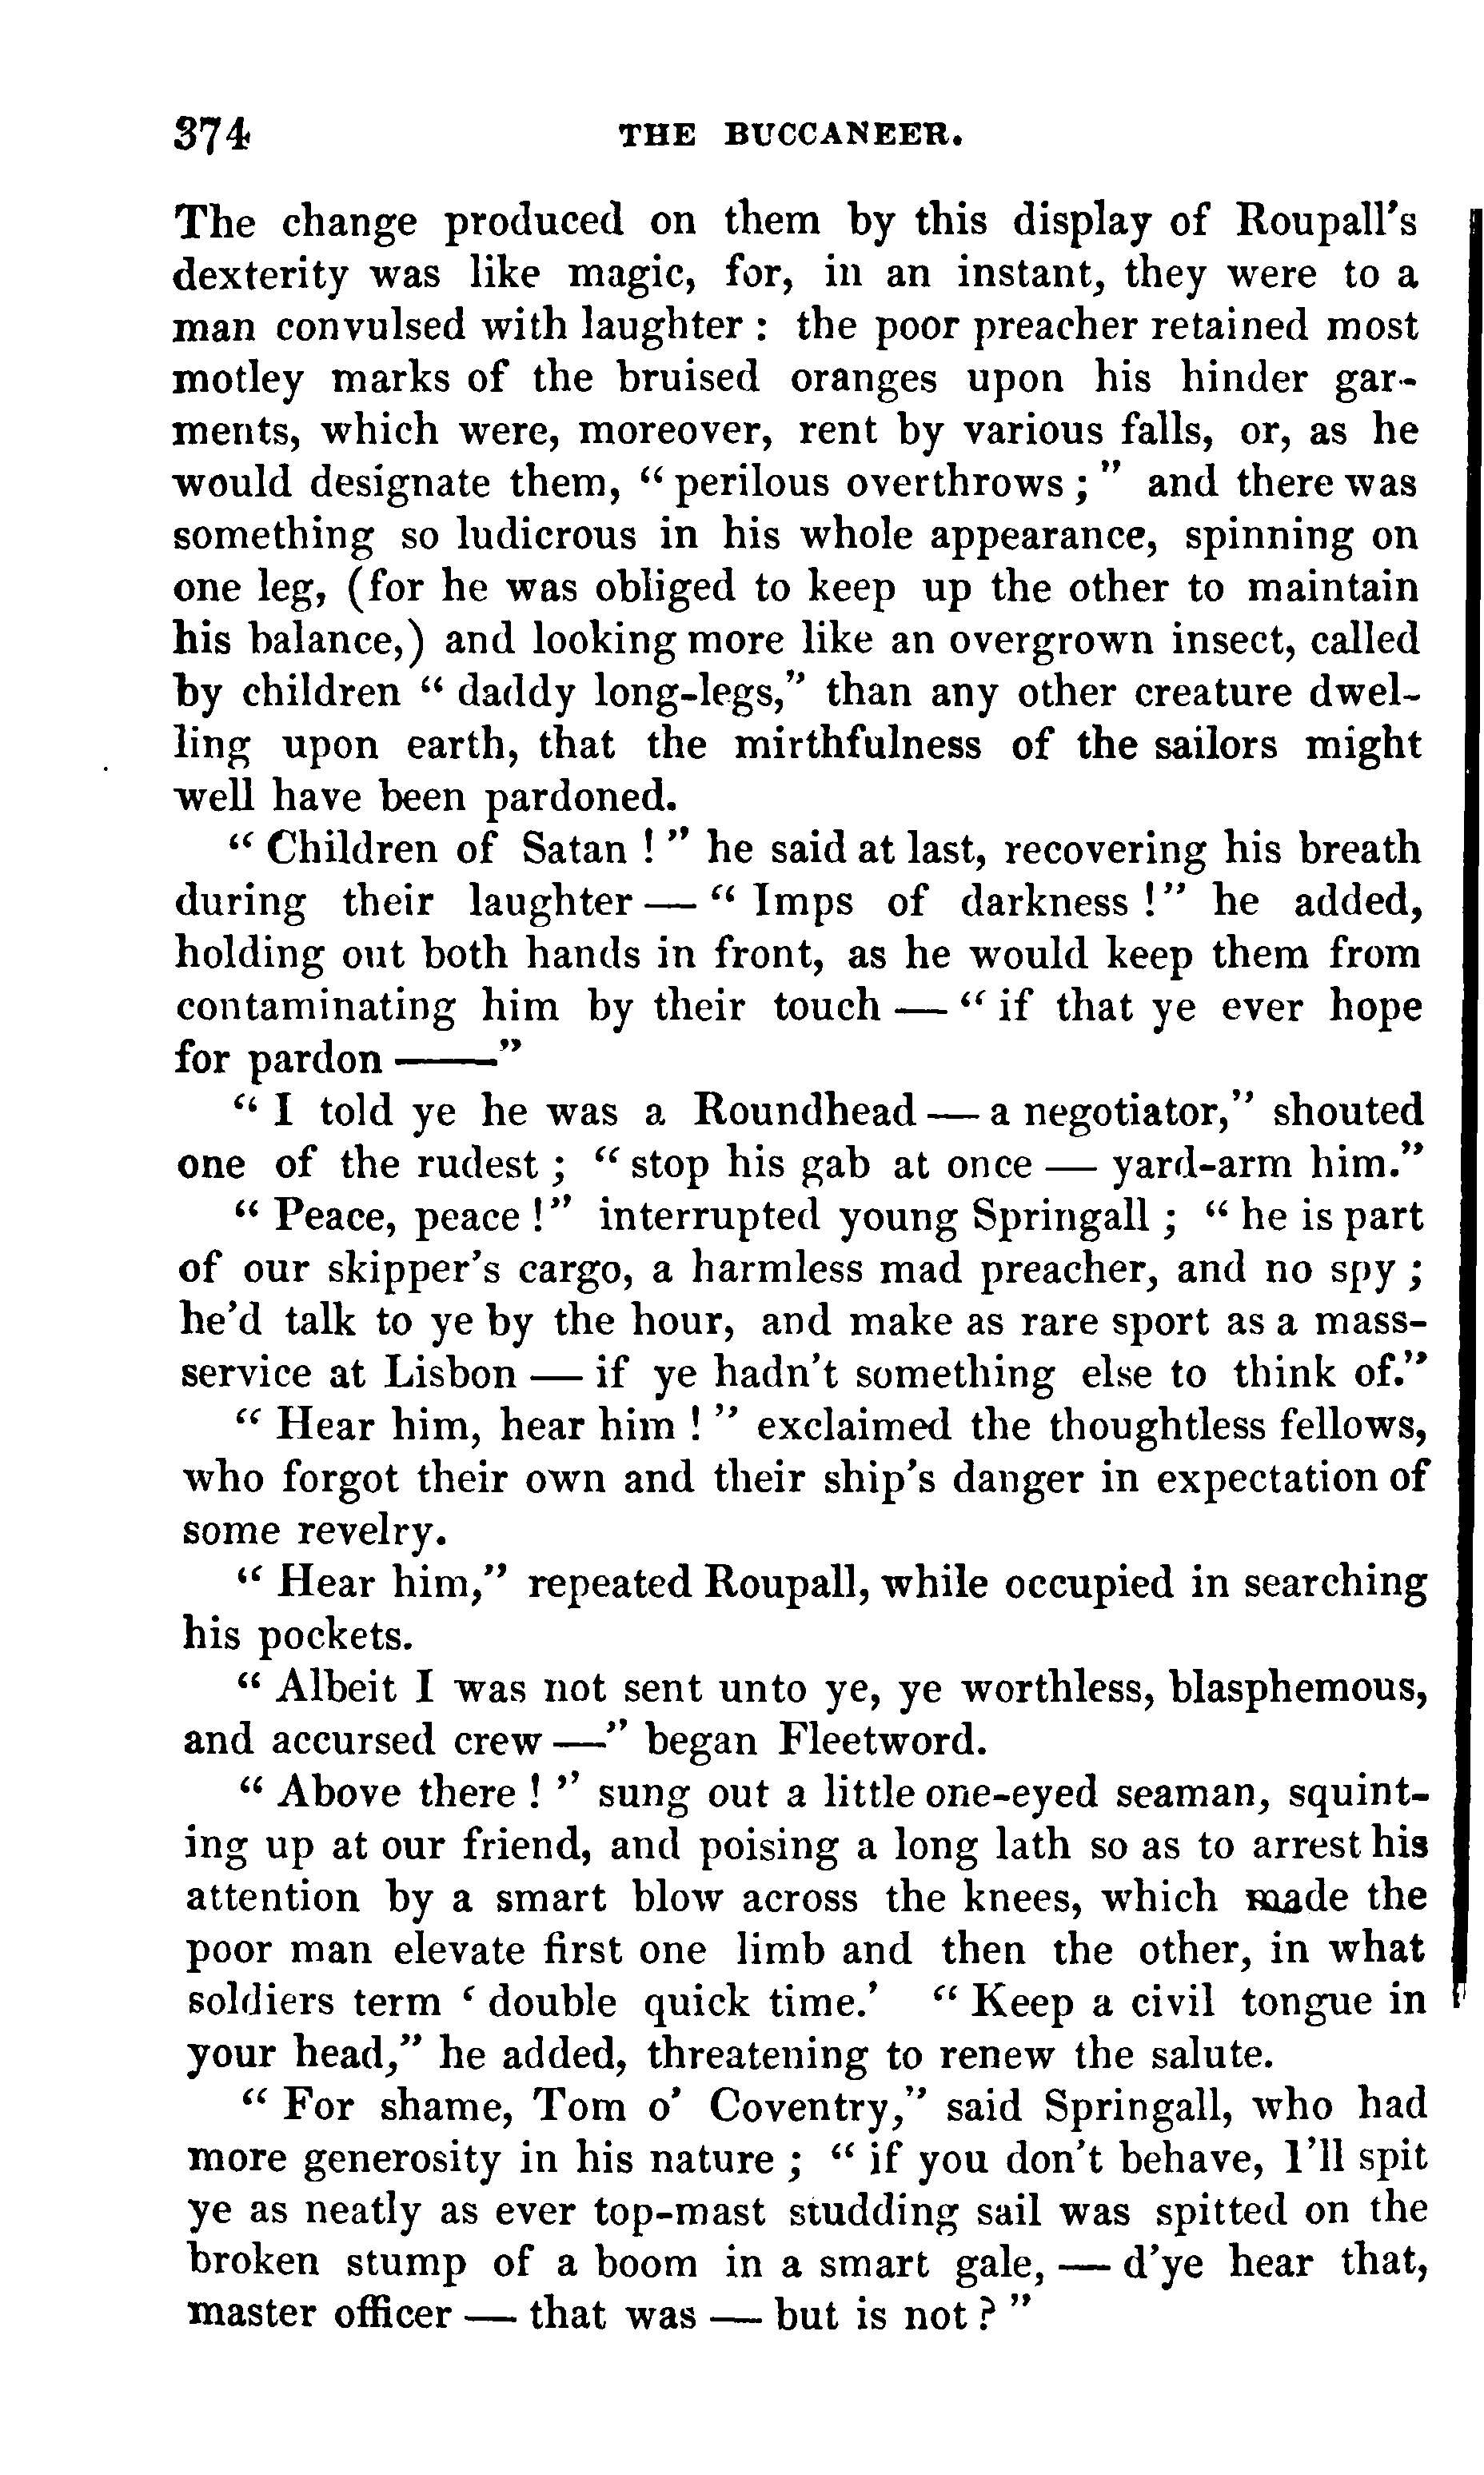 374 THE BUCCANEER.
The change produced on them by this display of Roupall's
dexterity was like magic, for, in an instant, they were to a
man convulsed with laughter : the poor preacher retained most
motley marks of the bruised oranges upon his hinder gar-
ments, which were, moreover, rent by various falls, or, as he
would designate them, “ perilous overthrows ; ” and there was
something so ludicrous in his whole appearance, spinning on
one leg, (for he was obliged to keep up the other to maintain
his balance,) and looking more like an overgrown insect, called
by children “ daddy long-legs,” than any other creature dwel-
ling upon earth, that the mirthfulness of the sailors might
well have been pardoned.
“ Children of Satan ! ” he said at last, recovering his breath
during their laughter — “ Imps of darkness !” he added,
holding out both hands in front, as he would keep them from
contaminating him by their touch — “ if that ye ever hope
for pardon ——”
“ I told ye he was a Roundhead — a negotiator,” shouted
one of the rudest ; “ stop his gab at once — yard-arm him.”
“ Peace, peace !” interrupted young Springall ; “ he is part
of our skipper's cargo, a harmless mad preacher, and no spy ;
he'd talk to ye by the hour, and make as rare sport as a mass-
service at Lisbon — if ye hadn't something else to think of.”
“ Hear him, hear him ! ” exclaimed the thoughtless fellows,
who forgot their own and their ship's danger in expectation of
some revelry.
“ Hear him,” repeated Roupall, while occupied in searching
his pockets.
“ Albeit I was not sent unto ye, ye worthless, blasphemous,
and accursed crew —” began Fleetword.
“ Above there ! ” sung out a little one-eyed seaman, squint-
ing up at our friend, and poising a long lath so as to arrest his
attention by a smart blow across the knees, which made the
poor man elevate first one limb and then the other, in what
soldiers term ‘ double quick time.’ “ Keep a civil tongue in
your head,” he added, threatening to renew the salute.
“ For shame, Tom o' Coventry,” said Springall, who had
more generosity in his nature ; “ if you don't behave, I'll spit
ye as neatly as ever top-mast studding sail was spitted on the
broken stump of a boom in a smart gale, — d'ye hear that,
master officer — that was — but is not ? ”